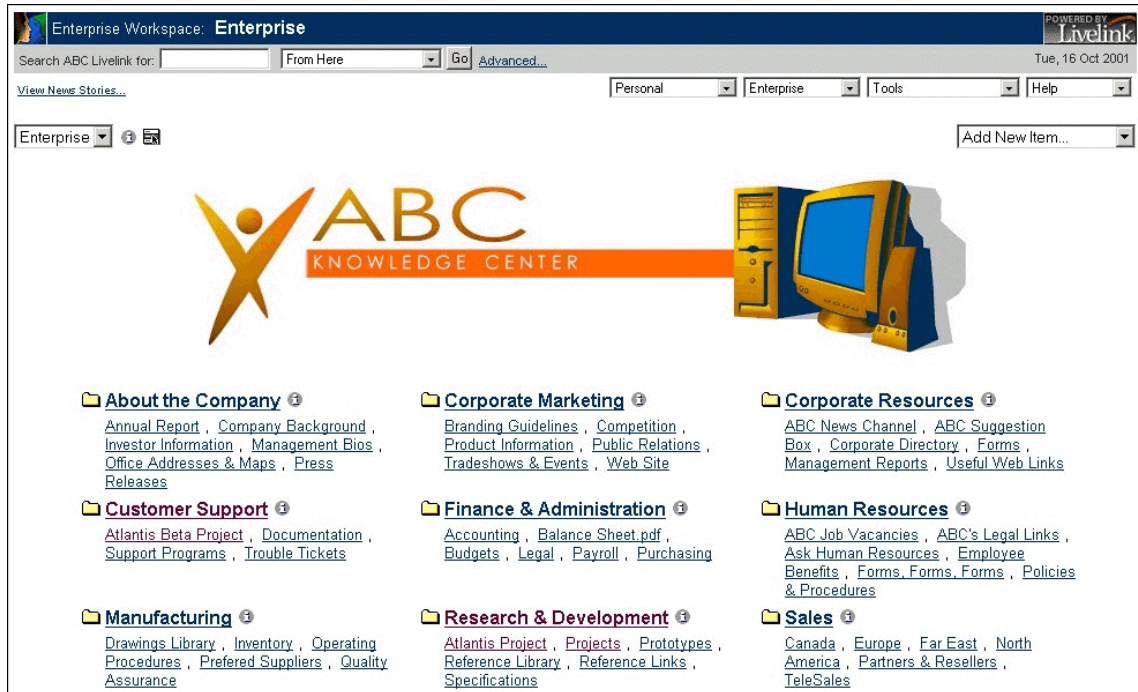 Enterprise Workspace: Enterprise
POWERED BY
Livelink
Search ABC Livelink for: From Here Go Advanced... Tue, 16 Oct 2001
View News Stories... Personal Enterprise Tools Help
Enterprise Add New Item...
ABC
KNOWLEDGE CENTER
About the Company
Annual Report , Company Background ,
Investor Information , Management Bios ,
Office Addresses & Maps , Press
Releases
Corporate Marketing
Branding Guidelines , Competition ,
Product Information , Public Relations ,
Tradeshows & Events , Web Site
Corporate Resources
ABC News Channel , ABC Suggestion
Box , Corporate Directory , Forms ,
Management Reports , Useful Web Links
Customer Support
Atlantis Beta Project , Documentation ,
Support Programs , Trouble Tickets
Finance & Administration
Accounting , Balance Sheet.pdf ,
Budgets , Legal , Payroll , Purchasing
Human Resources
ABC Job Vacancies , ABC's Legal Links ,
Ask Human Resources , Employee
Benefits , Forms, Forms, Forms , Policies
& Procedures
Manufacturing
Drawings Library , Inventory , Operating
Procedures , Prefered Suppliers , Quality
Assurance
Research & Development
Atlantis Project , Projects , Prototypes ,
Reference Library , Reference Links ,
Specifications
Sales
Canada , Europe , Far East , North
America , Partners & Resellers ,
TeleSales